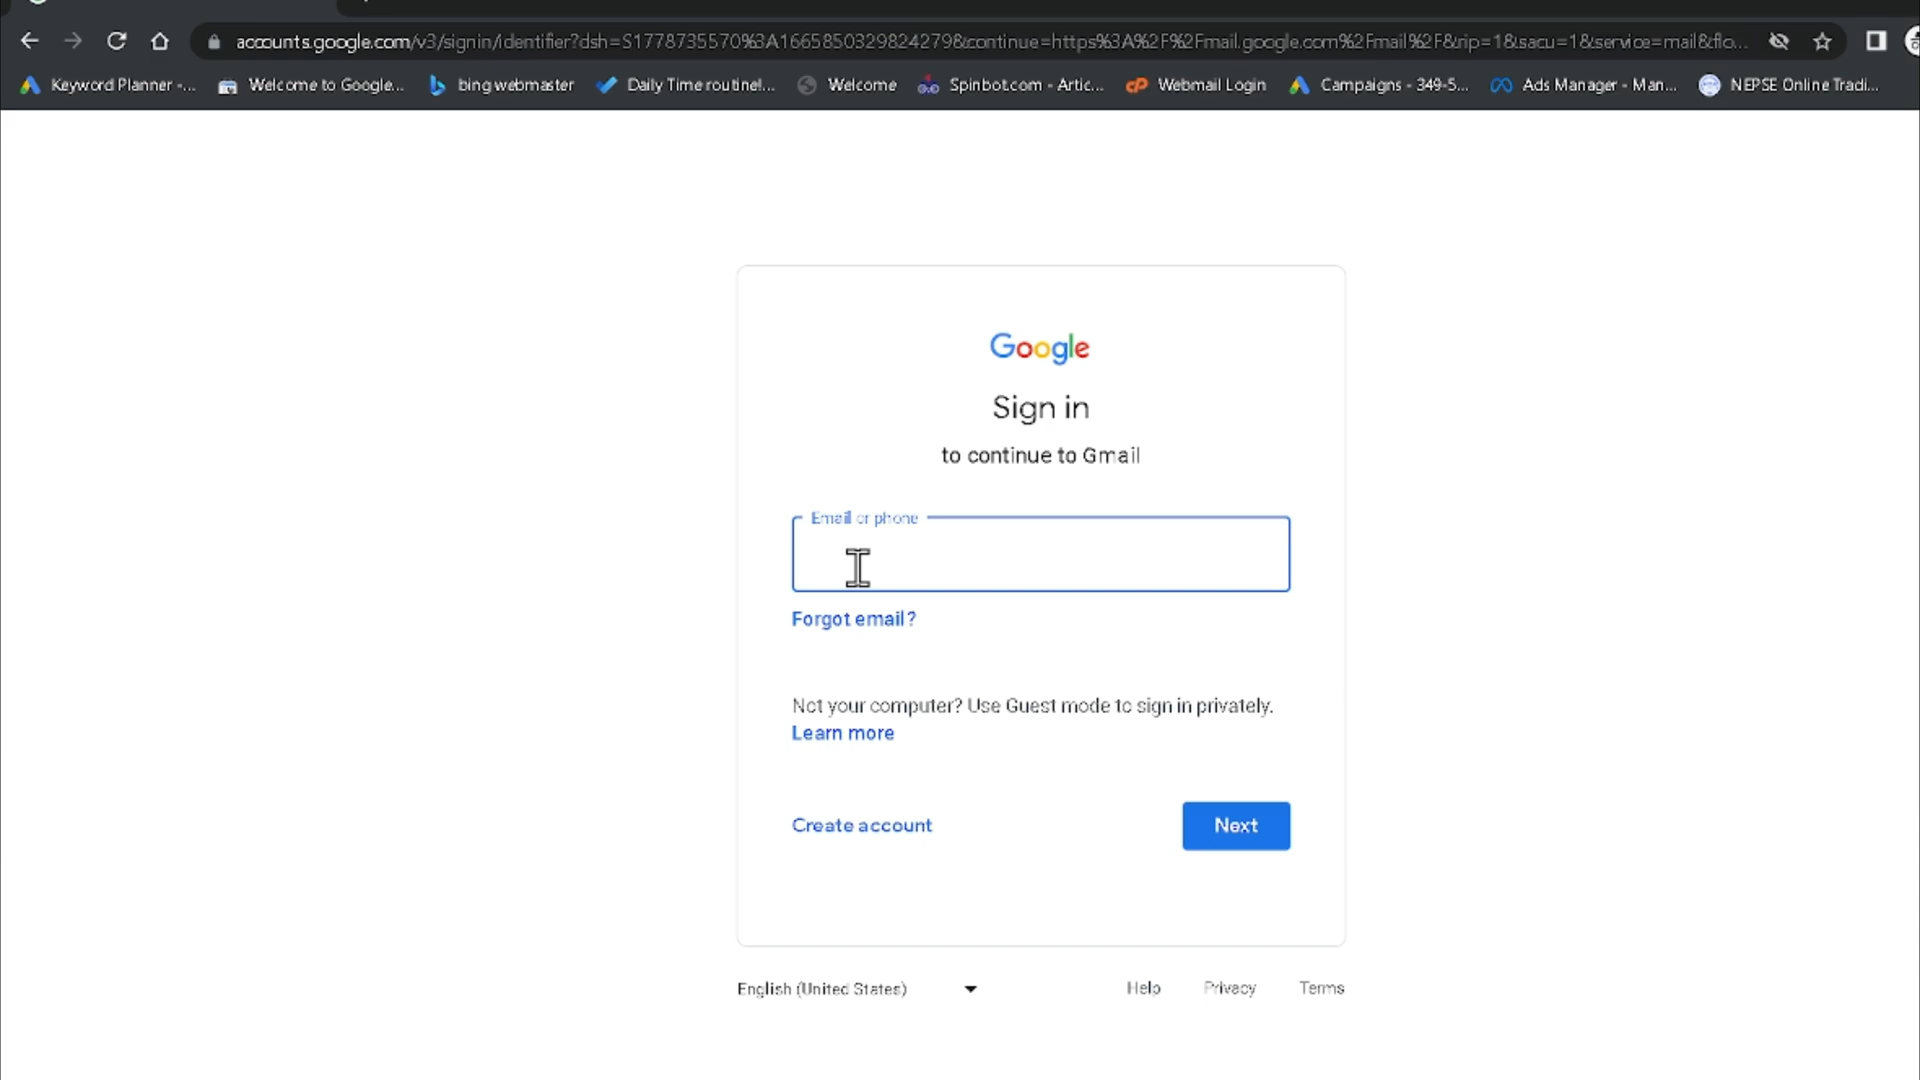 accounts.google.com/v3/signin/identifier?dsh=S1778735570%3A1665850329824279&continue=https%3A%2F%2Fmail.google.com%2Fmail%2F&rip=1&sacu=1&service=mail&flo...
Keyword Planner -... Welcome to Google... bing webmaster Daily Time routine!... Welcome Spinbot.com - Artic... Webmail Login Campaigns - 349-5... Ads Manager - Man... NEPSE Online Tradi...
Google
Sign in
to continue to Gmail
Email or phone
Forgot email?
Not your computer? Use Guest mode to sign in privately.
Learn more
Create account Next
English (United States) Help Privacy Terms